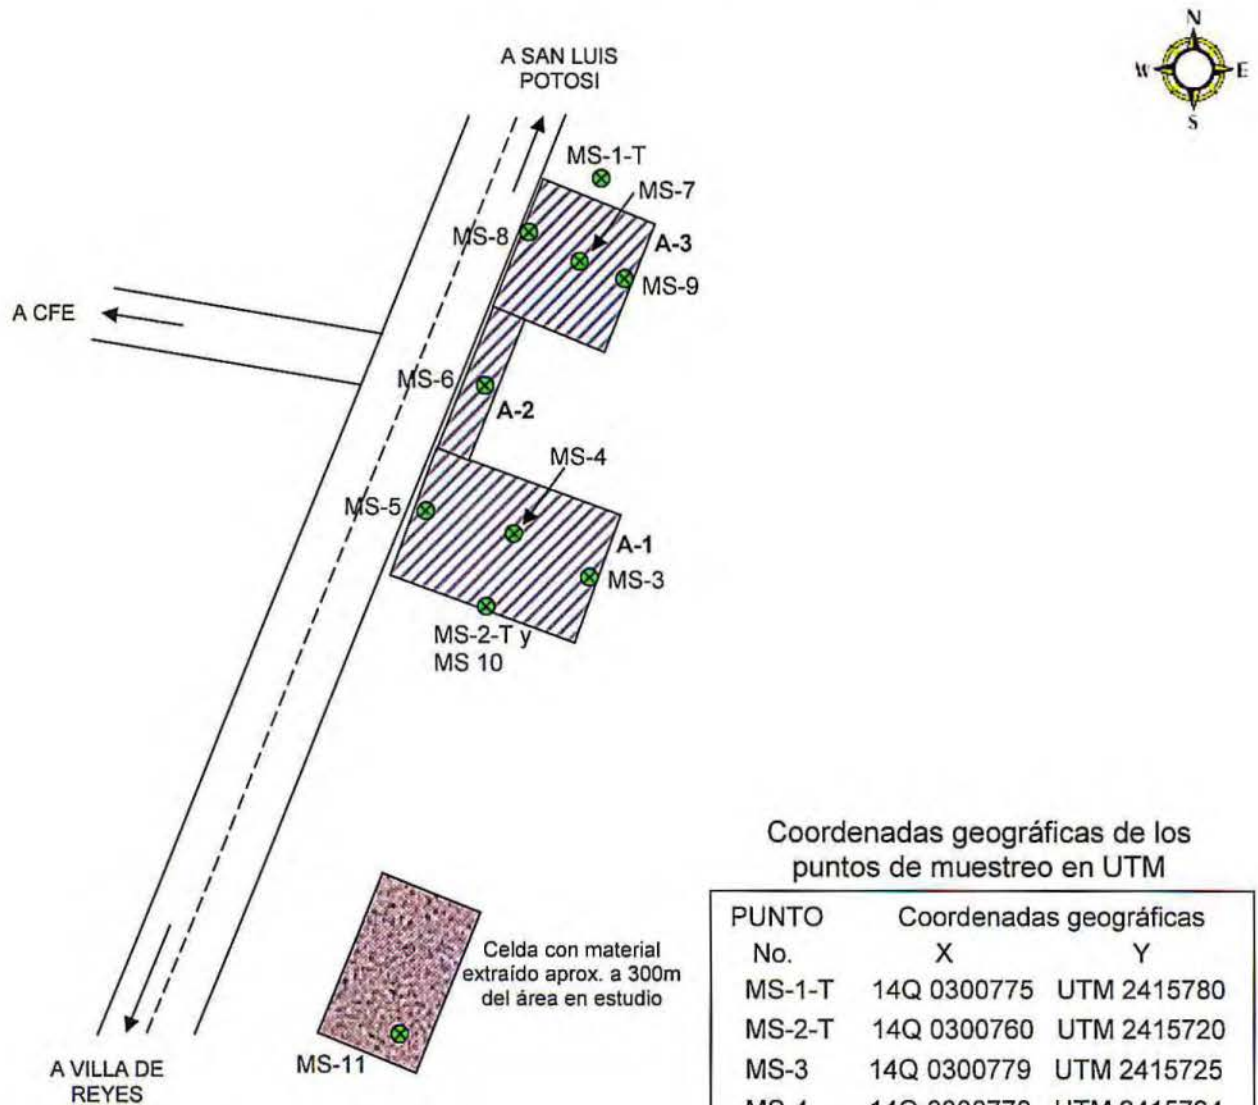 N
W E
S
A SAN LUIS
POTOSI
MS-1-T
MS-7
MS-8
A-3
MS-9
A CFE
MS-6
A-2
MS-4
MS-5
A-1
MS-3
MS-2-T y
MS 10
Celda con material
extraído aprox. a 300m
del área en estudio
MS-11
A VILLA DE
REYES
Coordenadas geográficas de los
puntos de muestreo en UTM
PUNTO Coordenadas geográficas
No. X Y
MS-1-T 14Q 0300775 UTM 2415780
MS-2-T 14Q 0300760 UTM 2415720
MS-3 14Q 0300779 UTM 2415725